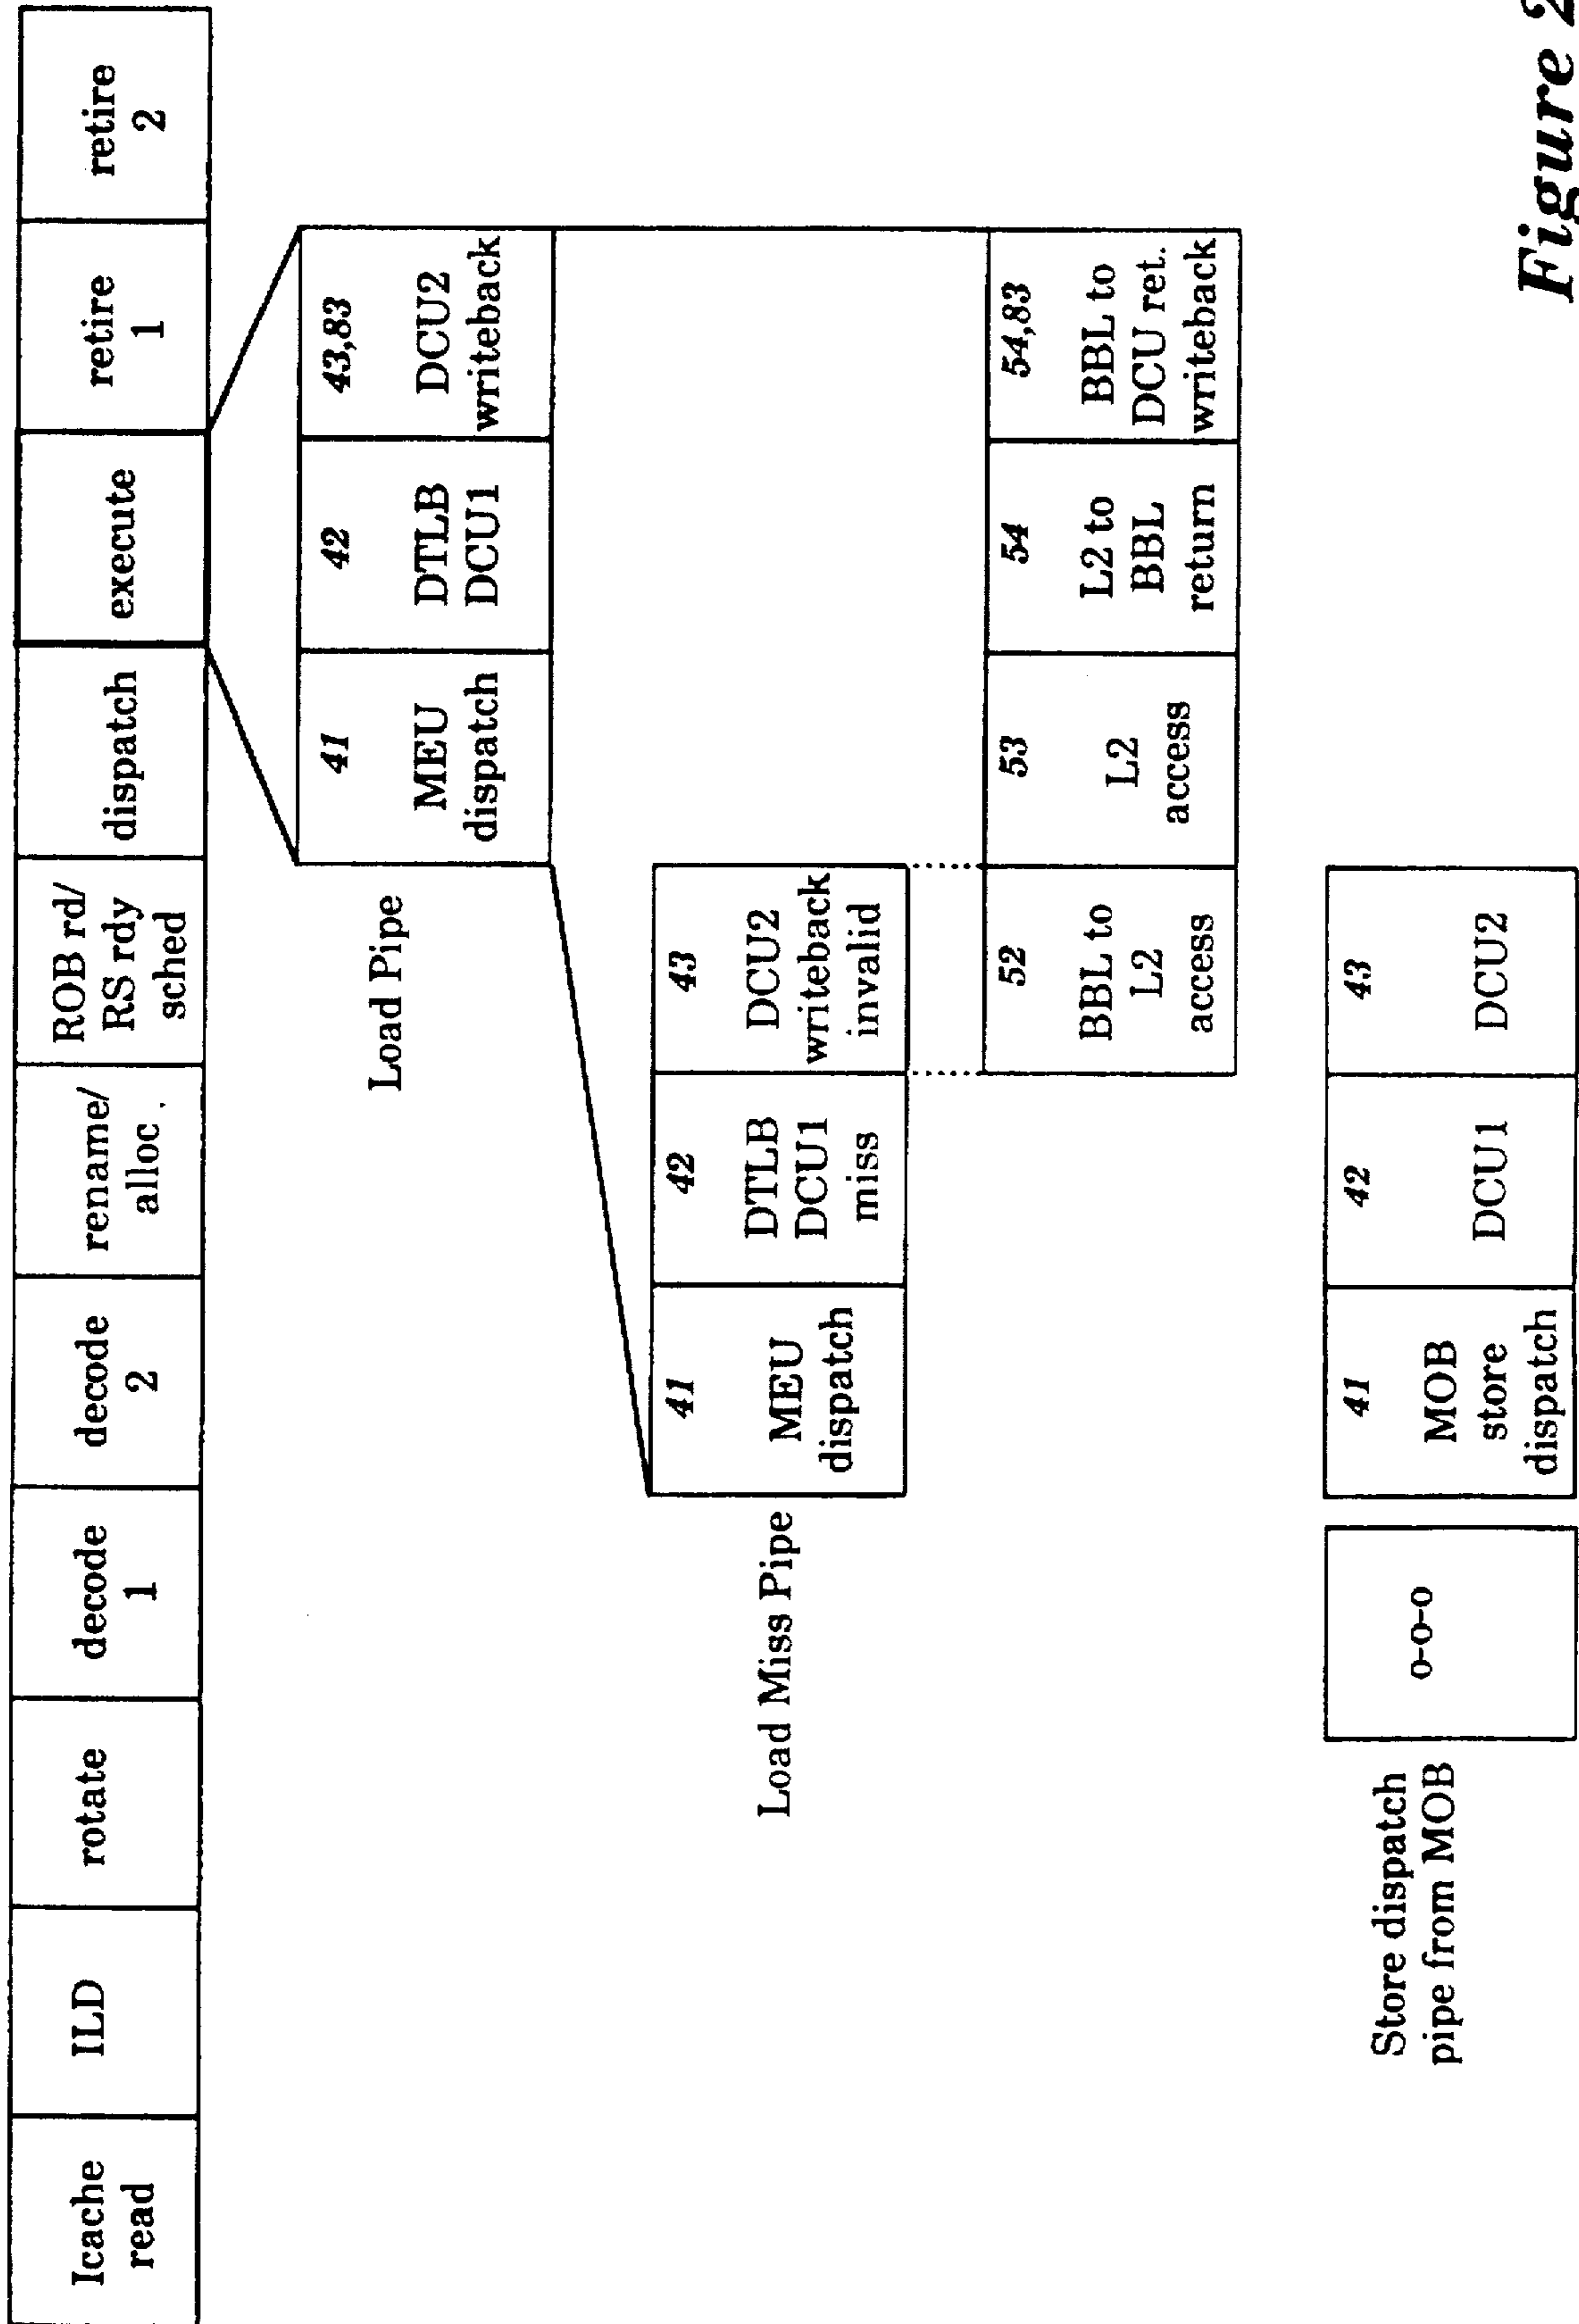 Icache
read
ILD
rotate
decode
1
decode
2
rename/
alloc.
ROB rd/
RS rdy
sched
dispatch
execute
retire
1
retire
2
Load Pipe
41
MEU
dispatch
42
DTLB
DCU1
43,83
DCU2
writeback
Load Miss Pipe
41
MEU
dispatch
42
DTLB
DCU1
miss
43
DCU2
writeback
invalid
52
BBL to
L2
access
53
L2
access
54
L2 to
BBL
return
54,83
BBL to
DCU ret.
writeback
Store dispatch
pipe from MOB
o-o-o
41
MOB
store
dispatch
42
DCU1
43
DCU2
Figure 2